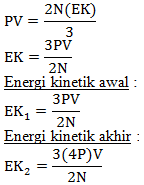 PV = 2N(EK)/3
EK = 3PV/2N
Energi kinetik awal :
EK₁ = 3PV/2N
Energi kinetik akhir :
EK₂ = 3(4P)V/2N